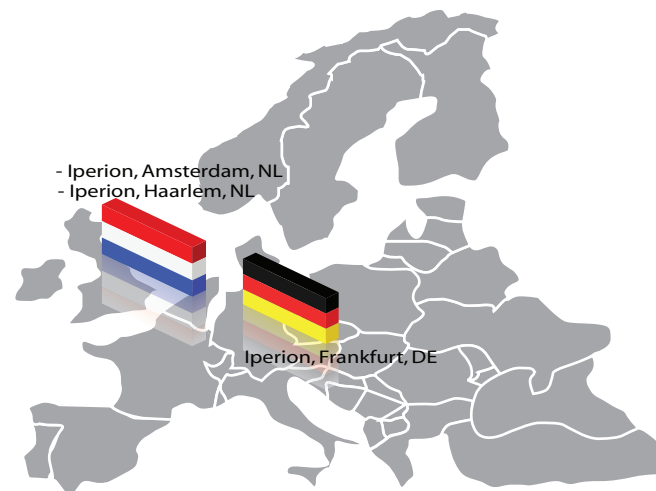 - Iperion, Amsterdam, NL
- Iperion, Haarlem, NL
Iperion, Frankfurt, DE